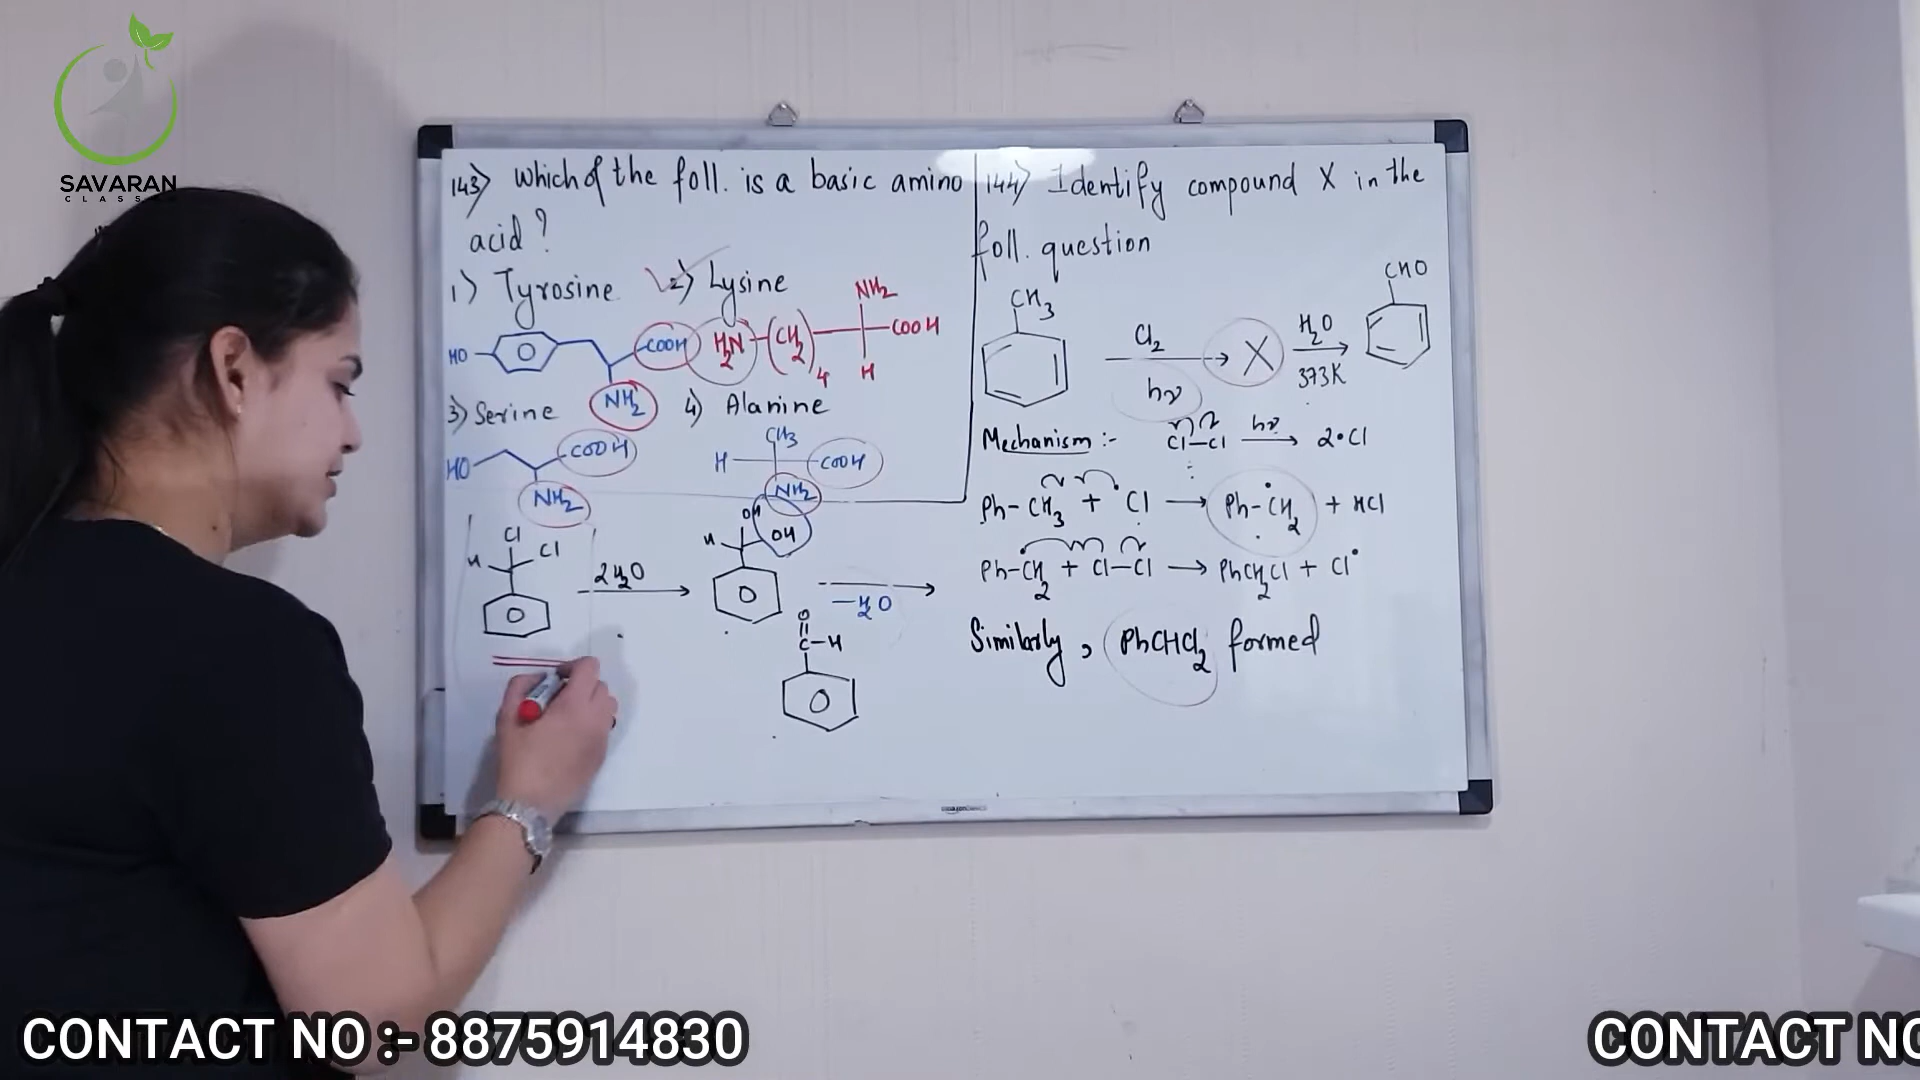 SAVARAN
CLASS
143) Which of the foll. is a basic amino
acid?
1) Tyrosine 2) Lysine
NH2
HO COOH H2N (CH2)4 COOH
NH2 H
3) Serine 4) Alanine
CH3
HO COOH H COOH
NH2 NH2
Cl OH
H Cl 2H2O H OH
-H2O
O
C-H
144) Identify compound X in the
foll. question
CH3 CHO
Cl2 X H2O
hν 373K
Mechanism :- Cl-Cl hν → 2•Cl
Ph-CH3 + •Cl → Ph-•CH2 + HCl
Ph-•CH2 + Cl-Cl → PhCH2Cl + Cl•
Similarly, PhCHCl2 formed
CONTACT NO :- 8875914830
CONTACT NO